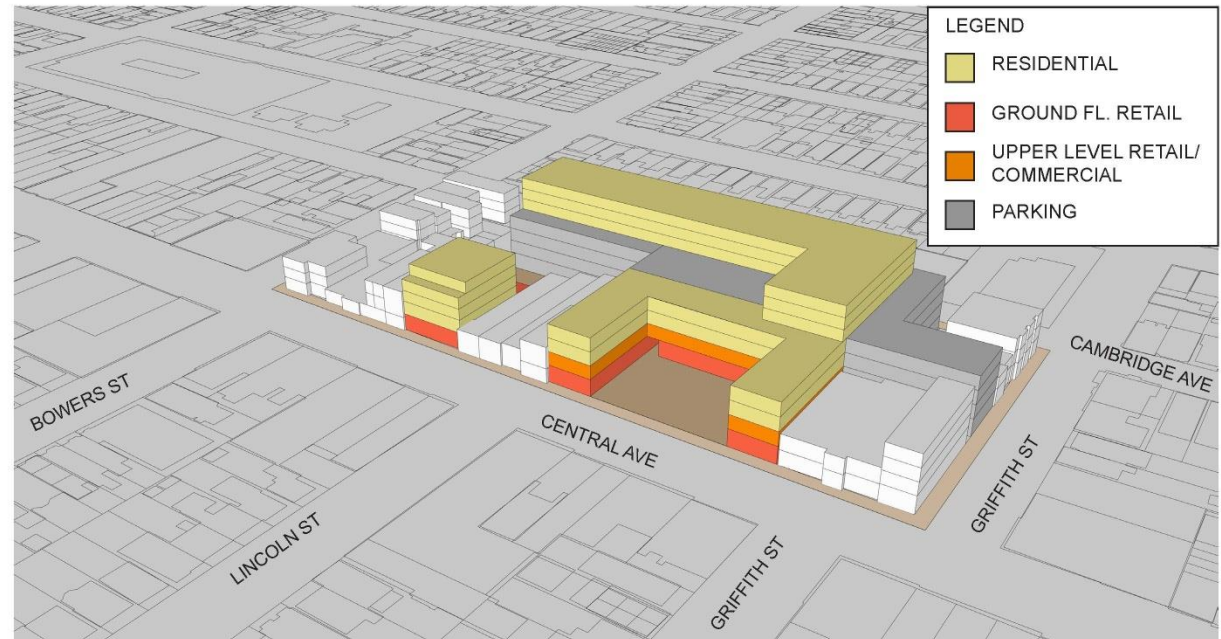 LEGEND
RESIDENTIAL
GROUND FL. RETAIL
UPPER LEVEL RETAIL/
COMMERCIAL
PARKING
CAMBRIDGE AVE
BOWERS ST
CENTRAL AVE
GRIFFITH ST
LINCOLN ST
GRIFFITH ST